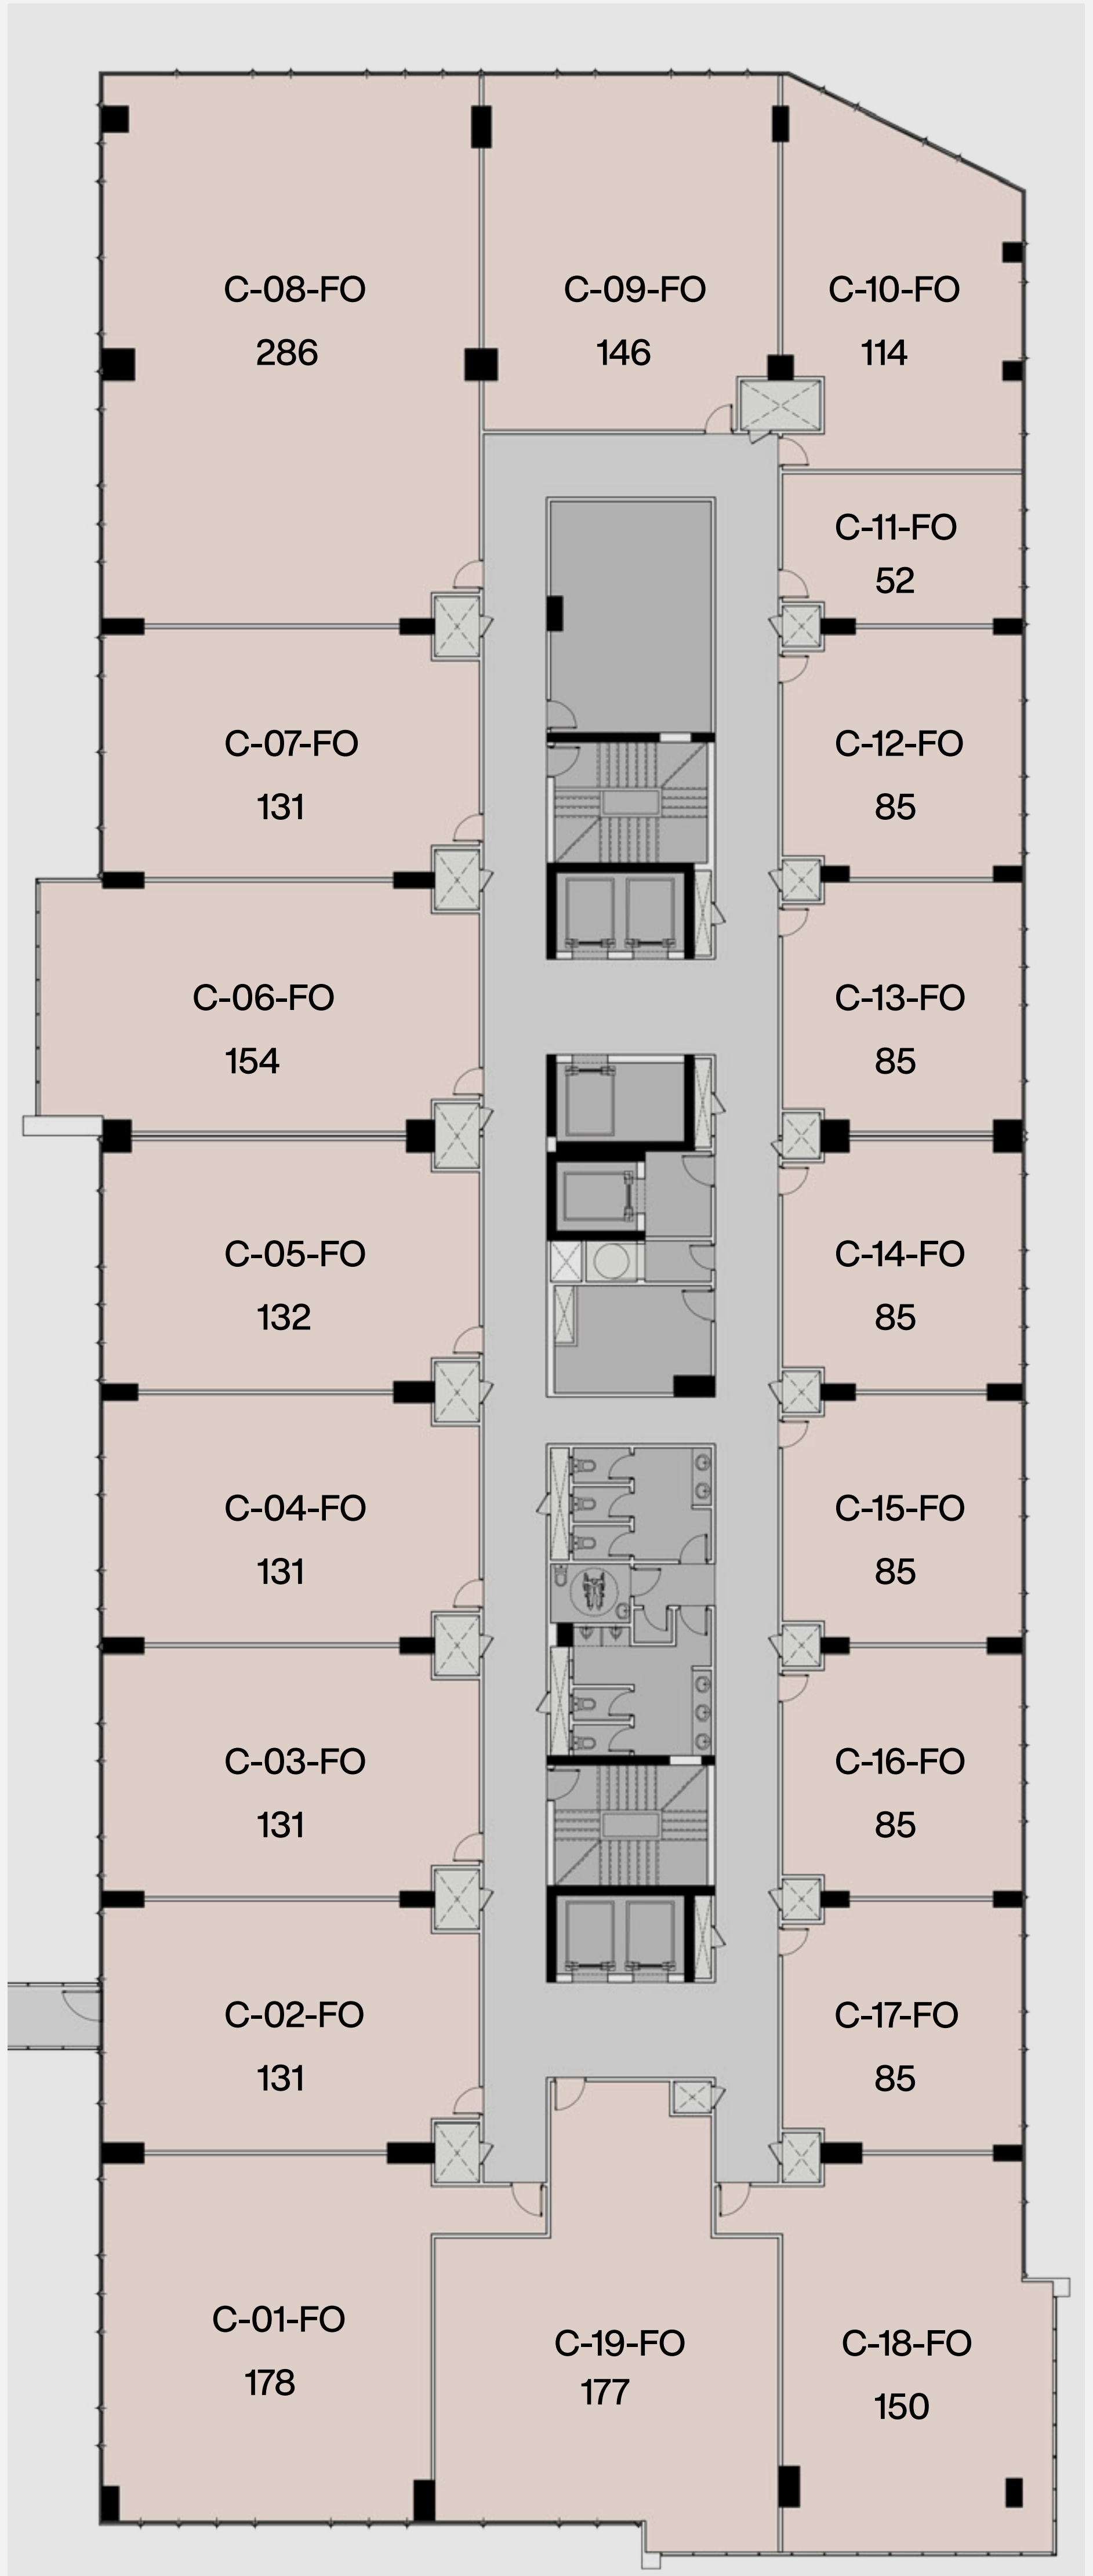 C-08-FO
286
C-09-FO
146
C-10-FO
114
C-11-FO
52
C-07-FO
131
C-12-FO
85
C-06-FO
154
C-13-FO
85
C-05-FO
132
C-14-FO
85
C-04-FO
131
C-15-FO
85
C-03-FO
131
C-16-FO
85
C-02-FO
131
C-17-FO
85
C-01-FO
178
C-19-FO
177
C-18-FO
150